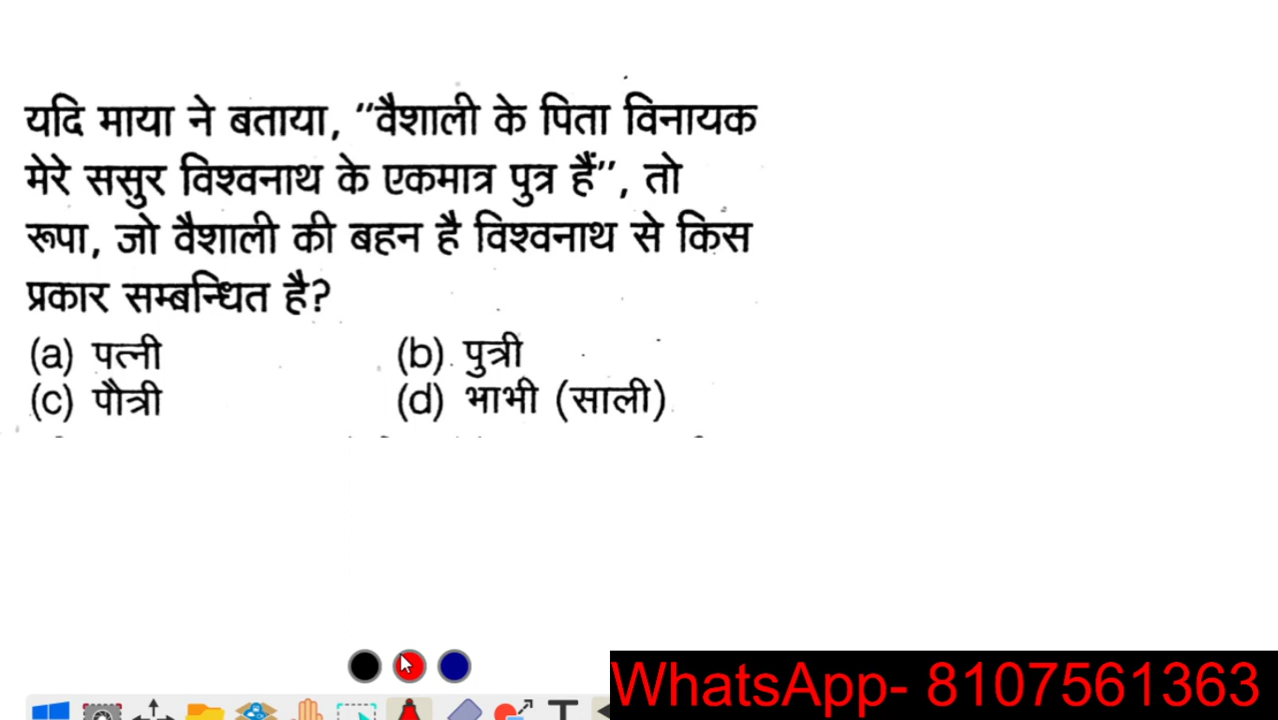 यदि माया ने बताया, ‘‘वैशाली के पिता विनायक
मेरे ससुर विश्वनाथ के एकमात्र पुत्र हैं’’, तो
रूपा, जो वैशाली की बहन है विश्वनाथ से किस
प्रकार सम्बन्धित है?
(a) पत्नी (b) पुत्री
(c) पौत्री (d) भाभी (साली)
WhatsApp- 8107561363